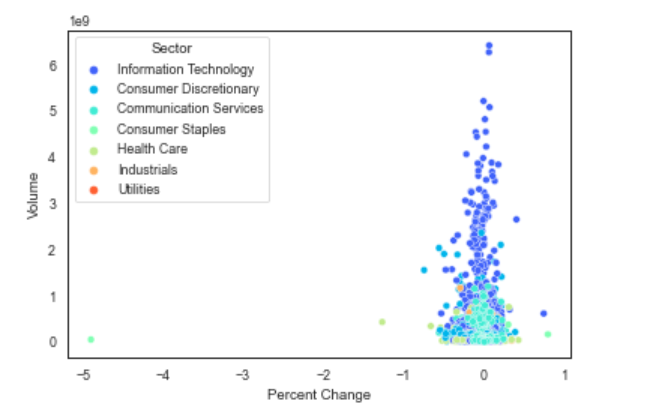 1e9
Sector
Information Technology
Consumer Discretionary
Communication Services
Consumer Staples
Health Care
Industrials
Utilities
6
5
4
3
2
1
0
Volume
−5 −4 −3 −2 −1 0 1
Percent Change